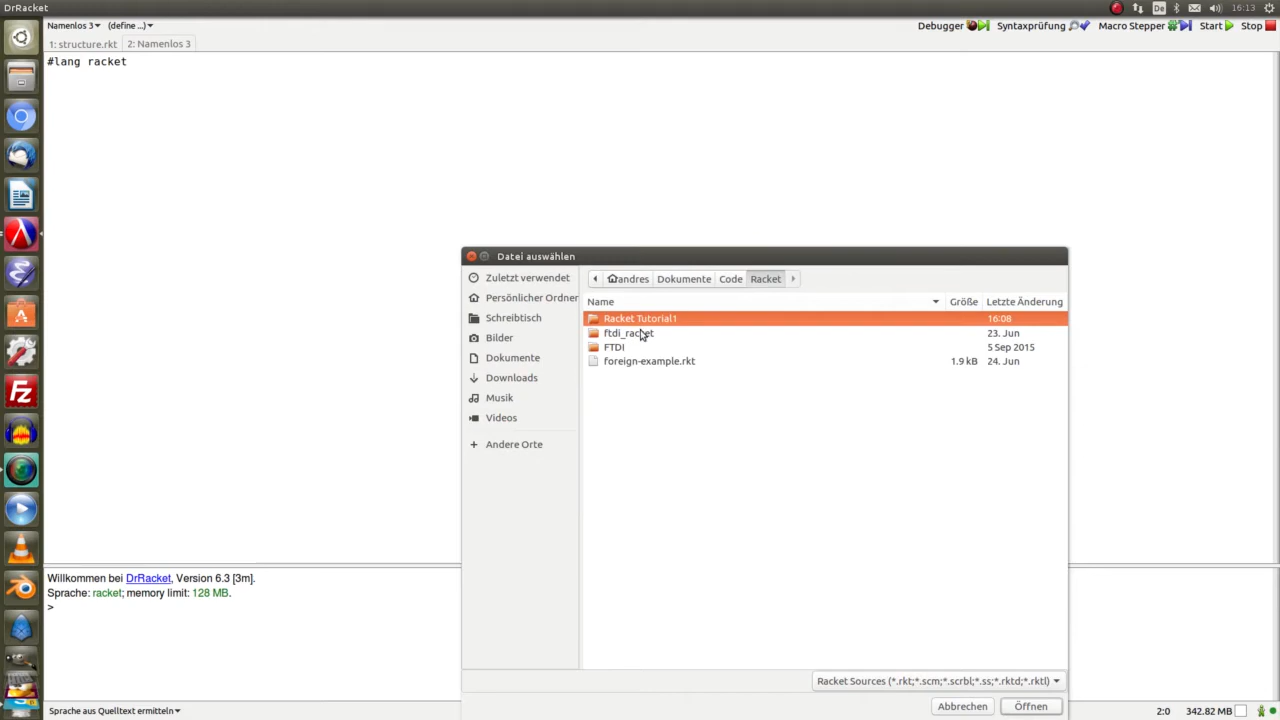 DrRacket
De
16:13
Namenlos 3 (define ...)
Debugger Syntaxprüfung Macro Stepper Start Stop
1: structure.rkt 2: Namenlos 3
#lang racket
Datei auswählen
Zuletzt verwendet
Persönlicher Ordner
Schreibtisch
Bilder
Dokumente
Downloads
Musik
Videos
Andere Orte
andres Dokumente Code Racket
Name Größe Letzte Änderung
Racket Tutorial1 16:08
ftdi_racket 23. Jun
FTDI 5 Sep 2015
foreign-example.rkt 1.9 kB 24. Jun
Racket Sources (*.rkt;*.scm;*.scrbl;*.ss;*.rktd;*.rktl)
Abbrechen Öffnen
Willkommen bei DrRacket, Version 6.3 [3m].
Sprache: racket; memory limit: 128 MB.
>
Sprache aus Quelltext ermitteln 2:0 342.82 MB